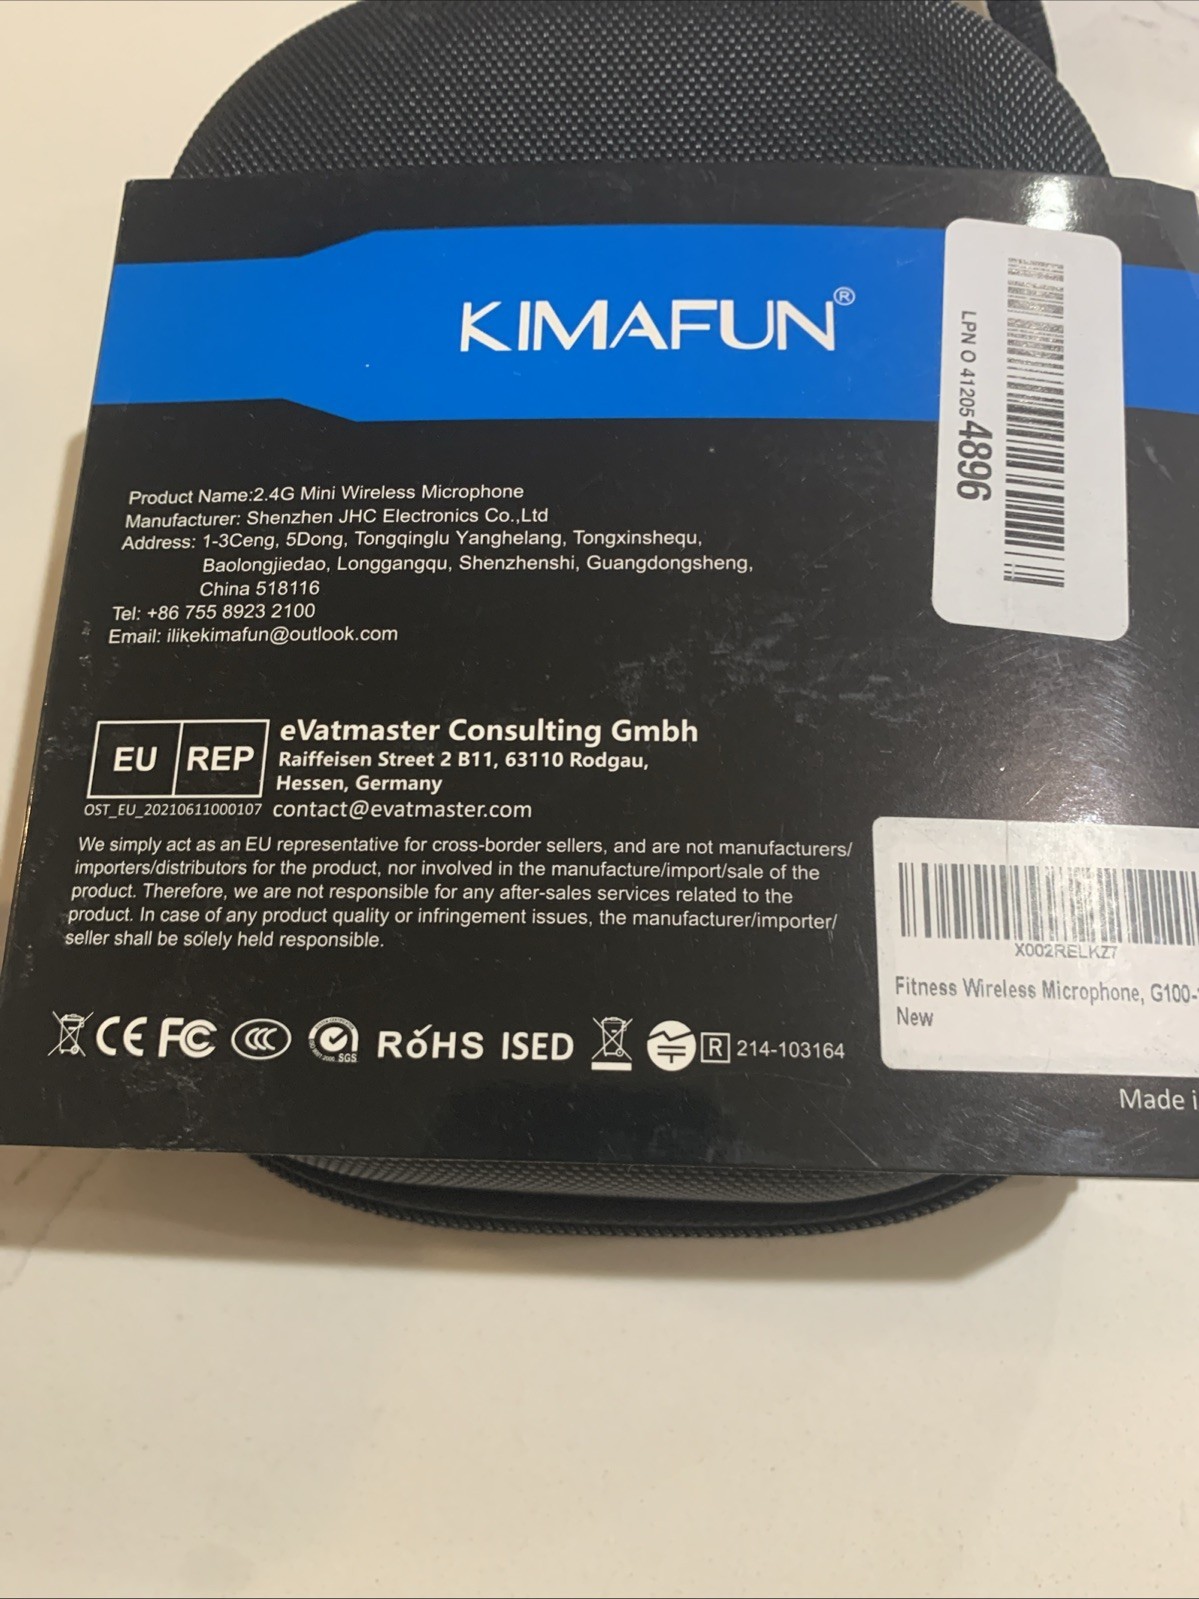 KIMAFUN®
LPN O 412054896
Product Name:2.4G Mini Wireless Microphone
Manufacturer: Shenzhen JHC Electronics Co.,Ltd
Address: 1-3Ceng, 5Dong, Tongqinglu Yanghelang, Tongxinshequ,
Baolongjiedao, Longgangqu, Shenzhenshi, Guangdongsheng,
China 518116
Tel: +86 755 8923 2100
Email: ilikekimafun@outlook.com
EU REP
OST_EU_20210611000107
eVatmaster Consulting Gmbh
Raiffeisen Street 2 B11, 63110 Rodgau,
Hessen, Germany
contact@evatmaster.com
We simply act as an EU representative for cross-border sellers, and are not manufacturers/
importers/distributors for the product, nor involved in the manufacture/import/sale of the
product. Therefore, we are not responsible for any after-sales services related to the
product. In case of any product quality or infringement issues, the manufacturer/importer/
seller shall be solely held responsible.
X002RELKZ7
Fitness Wireless Microphone, G100-
New
CE FC CCC SGS RoHS ISED R 214-103164
Made